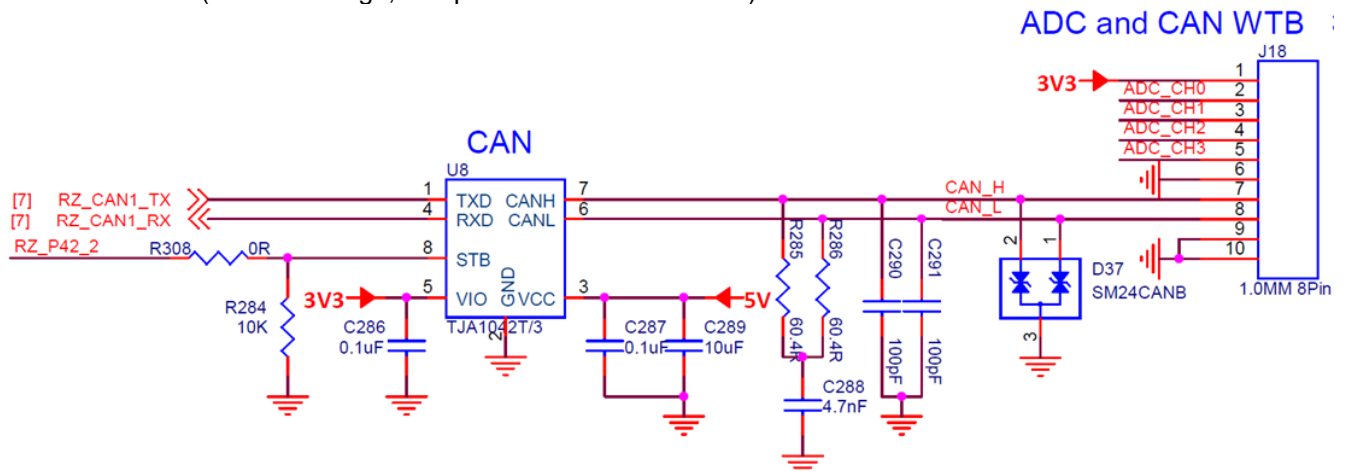 ADC and CAN WTB
J18
3V3
1
ADC_CH0
2
ADC_CH1
3
ADC_CH2
4
ADC_CH3
5
6
7
8
9
10
1.0MM 8Pin
CAN
U8
[7] RZ_CAN1_TX
1 TXD CANH 7
[7] RZ_CAN1_RX
4 RXD CANL 6
RZ_P42_2
R308 0R
8 STB
3V3
5 VIO GND VCC 3
5V
2
TJA1042T/3
R284
10K
C286
0.1uF
C287
0.1uF
C289
10uF
CAN_H
CAN_L
R285
60.4R
R286
60.4R
C288
4.7nF
C290
100pF
C291
100pF
2 1
D37
SM24CANB
3